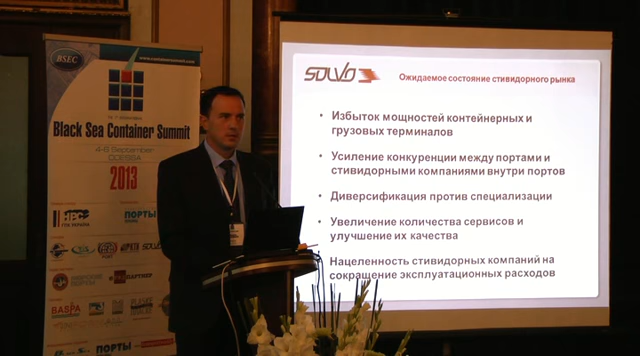 BSEC
Black Sea Container Summit
4-6 September
ODESSA
2013
ПОРТЫ
ПОРТЫ
BASPA
SOLVO
Ожидаемое состояние стивидорного рынка
• Избыток мощностей контейнерных и
грузовых терминалов
• Усиление конкуренции между портами и
стивидорными компаниями внутри портов
• Диверсификация против специализации
• Увеличение количества сервисов и
улучшение их качества
Нацеленность стивидорных компаний на
сокращение эксплуатационных расходов